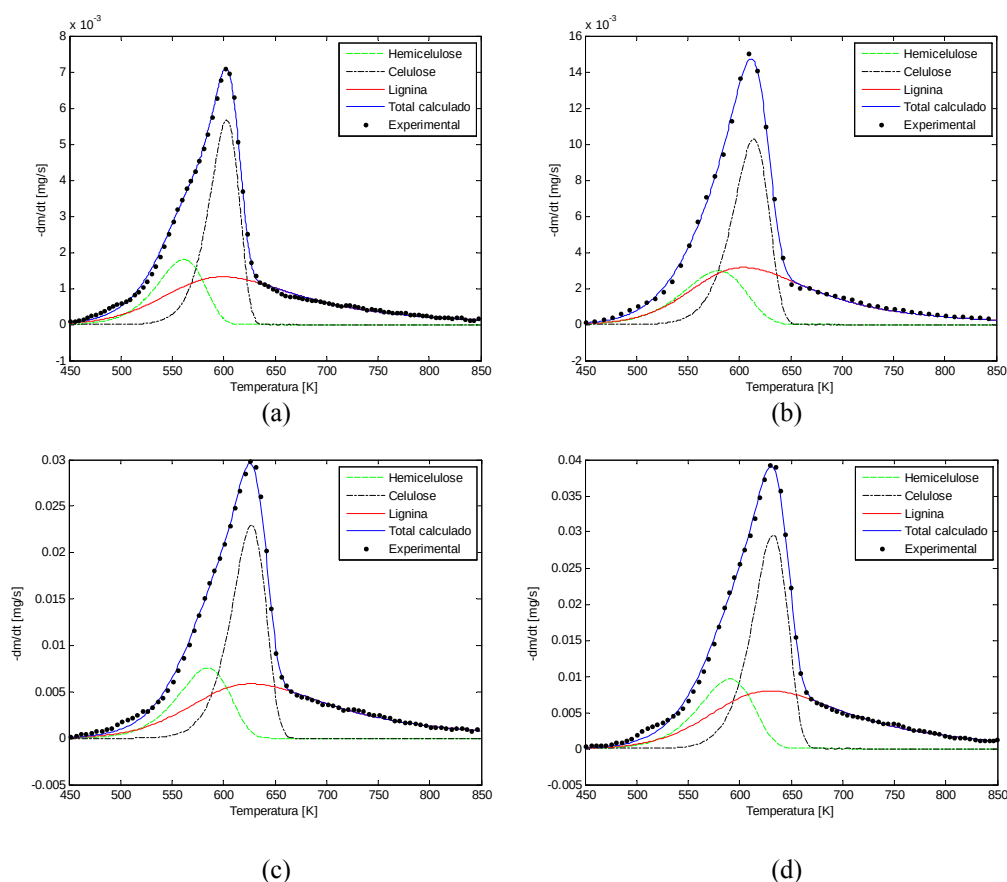 x 10⁻³
8
7
6
5
4
3
2
1
0
-1
-dm/dt [mg/s]
450 500 550 600 650 700 750 800 850
Temperatura [K]
Hemicelulose
Celulose
Lignina
Total calculado
Experimental
(a)
x 10⁻³
16
14
12
10
8
6
4
2
0
-2
-dm/dt [mg/s]
450 500 550 600 650 700 750 800 850
Temperatura [K]
Hemicelulose
Celulose
Lignina
Total calculado
Experimental
(b)
0.03
0.025
0.02
0.015
0.01
0.005
0
-0.005
-dm/dt [mg/s]
450 500 550 600 650 700 750 800 850
Temperatura [K]
Hemicelulose
Celulose
Lignina
Total calculado
Experimental
(c)
0.04
0.035
0.03
0.025
0.02
0.015
0.01
0.005
0
-0.005
-dm/dt [mg/s]
450 500 550 600 650 700 750 800 850
Temperatura [K]
Hemicelulose
Celulose
Lignina
Total calculado
Experimental
(d)